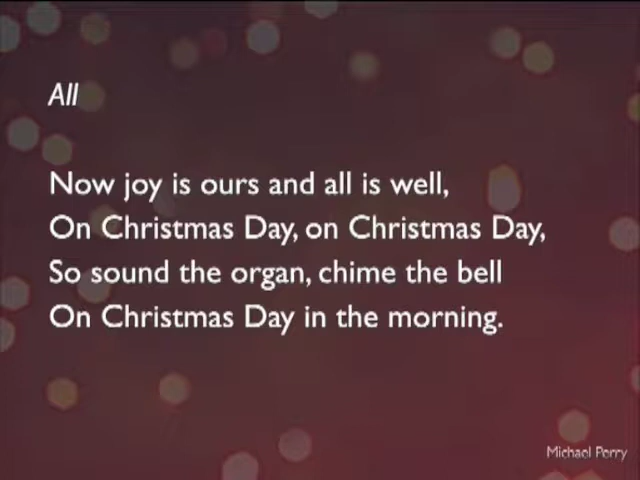 All
Now joy is ours and all is well,
On Christmas Day, on Christmas Day,
So sound the organ, chime the bell
On Christmas Day in the morning.
Michael Perry